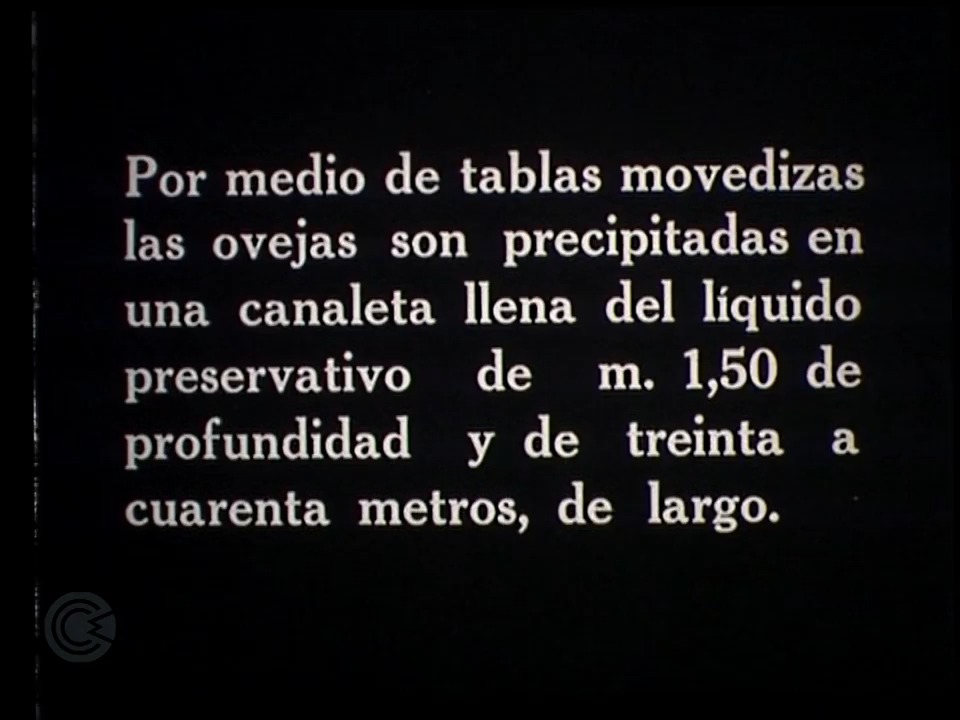 Por medio de tablas movedizas
las ovejas son precipitadas en
una canaleta llena del líquido
preservativo de m. 1,50 de
profundidad y de treinta a
cuarenta metros, de largo.